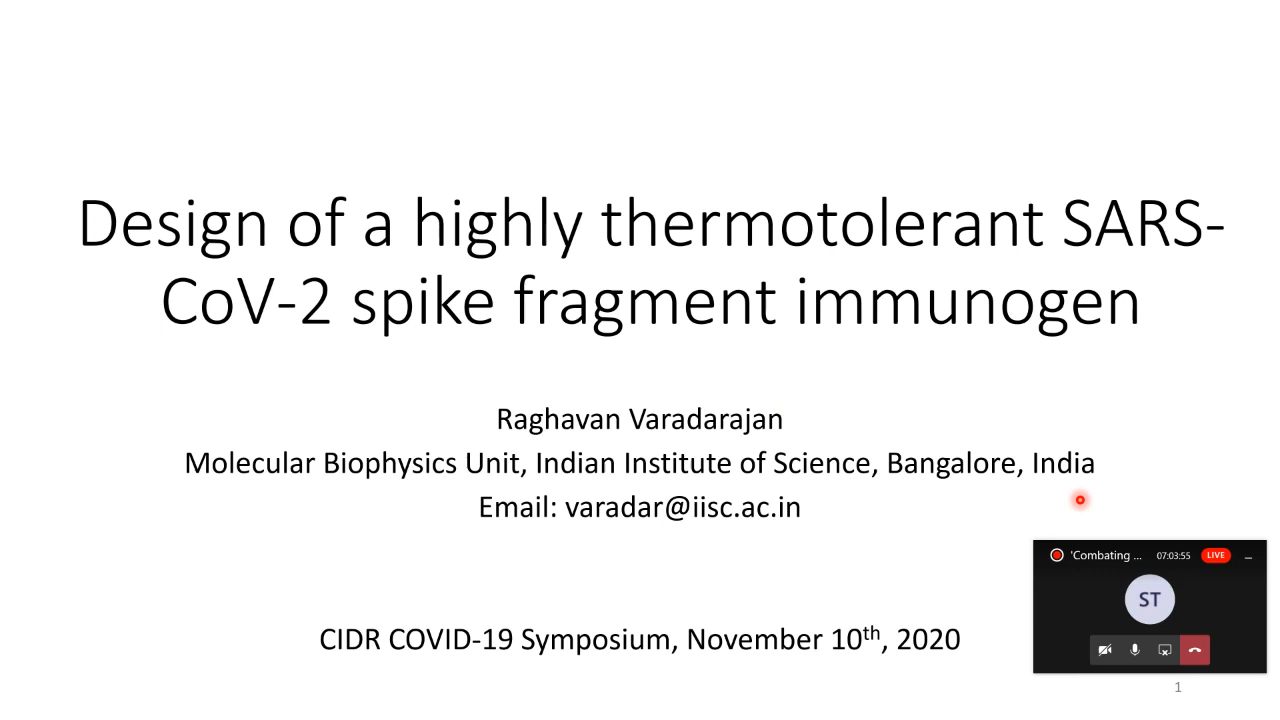 Design of a highly thermotolerant SARS-
CoV-2 spike fragment immunogen
Raghavan Varadarajan
Molecular Biophysics Unit, Indian Institute of Science, Bangalore, India
Email: varadar@iisc.ac.in
'Combating ... 07:03:55 LIVE
ST
CIDR COVID-19 Symposium, November 10th, 2020
1